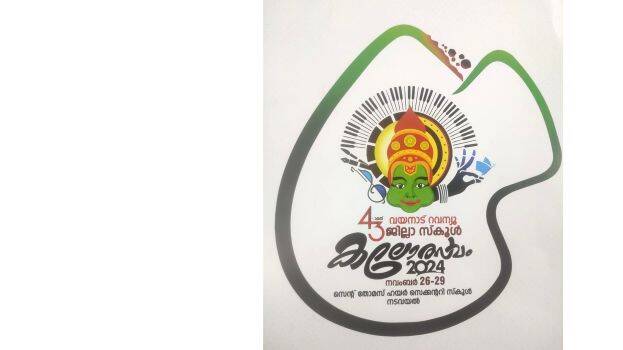 43 ാമത് വയനാട് റവന്യൂ
ജില്ലാ സ്കൂൾ
കലോത്സവം
2024
നവംബർ 26-29
സെന്റ് തോമസ് ഹയർ സെക്കന്ററി സ്കൂൾ
നടവയൽ